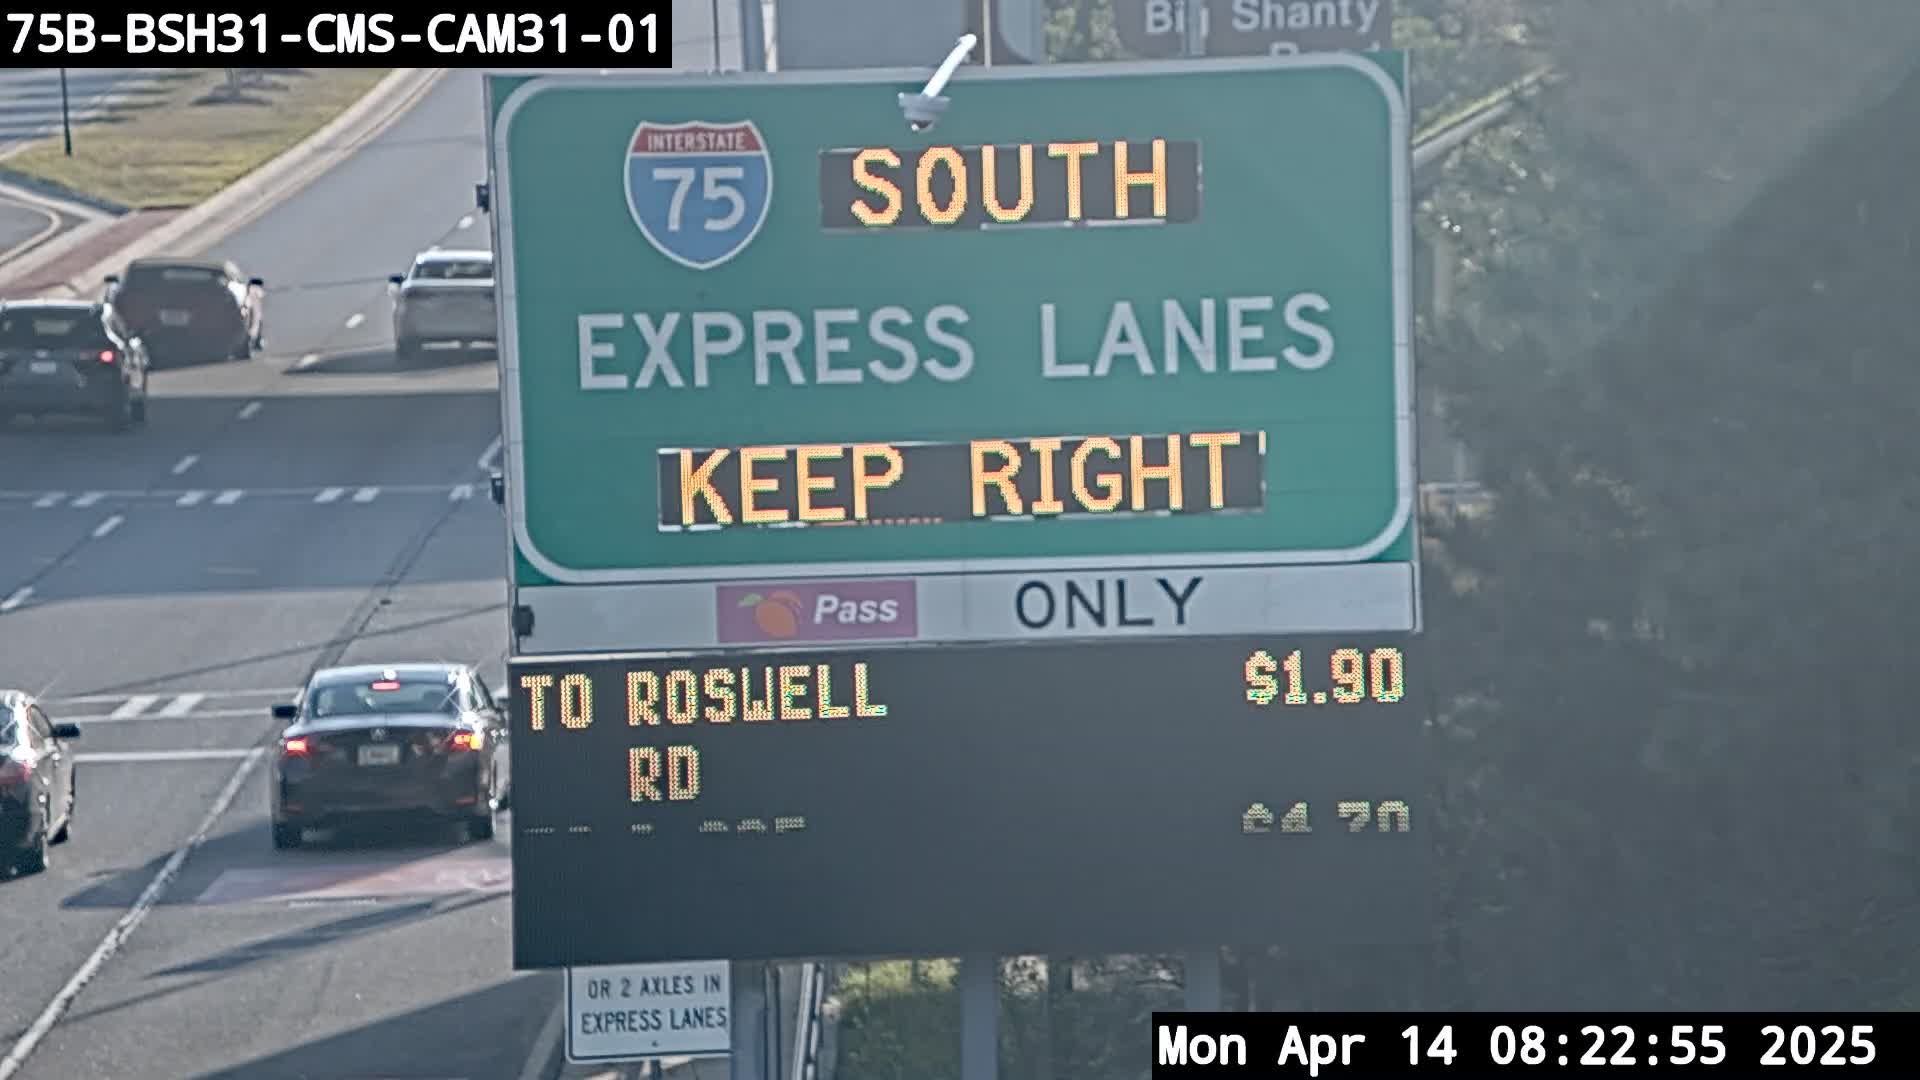 75B-BSH31-CMS-CAM31-01
Big Shanty
INTERSTATE
75
SOUTH
EXPRESS LANES
KEEP RIGHT
Pass
ONLY
TO ROSWELL $1.90
RD
OR 2 AXLES IN
EXPRESS LANES
Mon Apr 14 08:22:55 2025